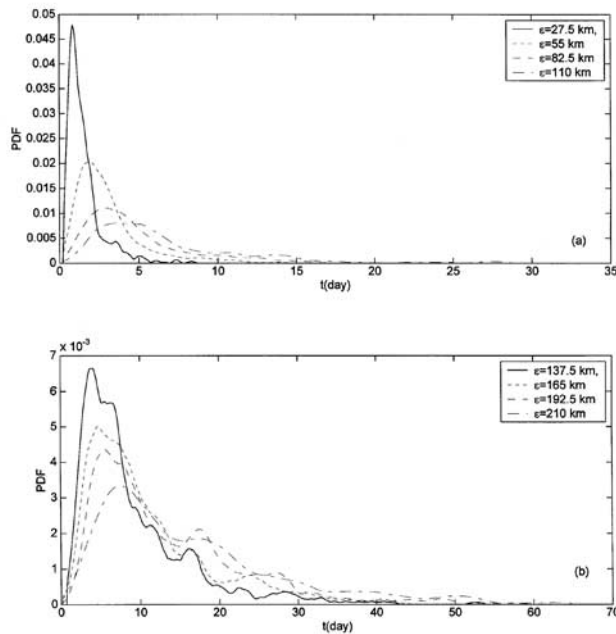 0.05
0.045
0.04
0.035
0.03
0.025
0.02
0.015
0.01
0.005
0
PDF
ε=27.5 km,
ε=55 km
ε=82.5 km
ε=110 km
(a)
0 5 10 15 20 25 30 35
t(day)
× 10⁻³
7
6
5
4
3
2
1
0
PDF
ε=137.5 km,
ε=165 km
ε=192.5 km
ε=210 km
(b)
0 10 20 30 40 50 60 70
t(day)